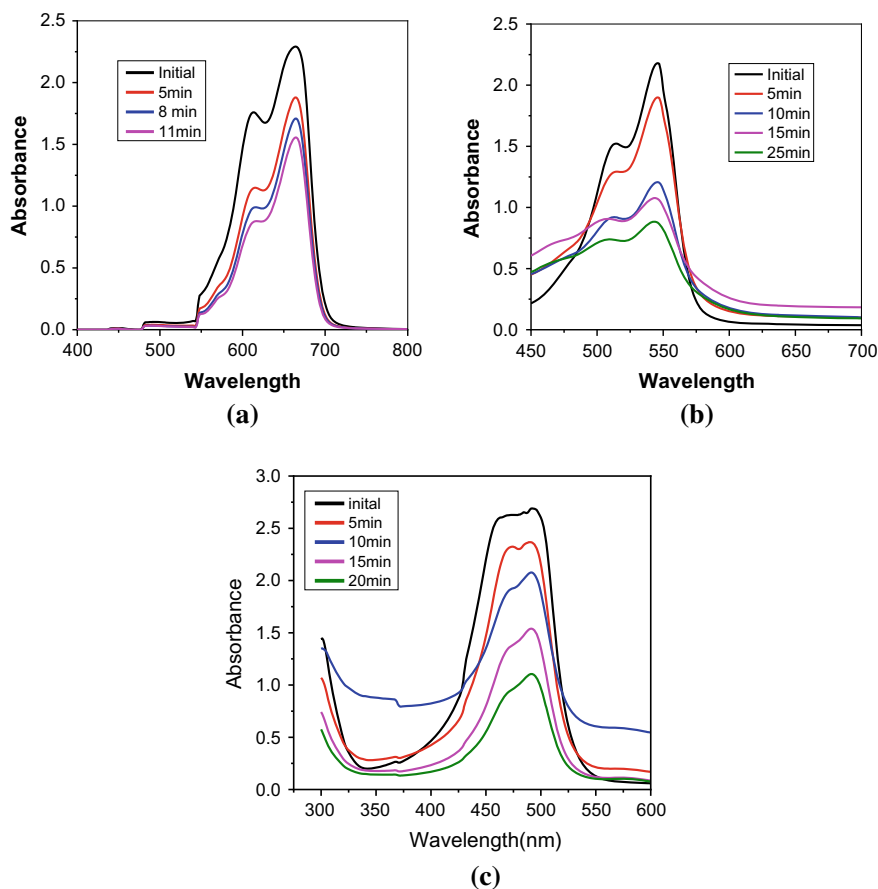 2.5
2.0
1.5
1.0
0.5
0.0
Absorbance
Initial
5min
8 min
11min
400 500 600 700 800
Wavelength
(a)
2.5
2.0
1.5
1.0
0.5
0.0
Absorbance
Initial
5min
10min
15min
25min
450 500 550 600 650 700
Wavelength
(b)
3.0
2.5
2.0
1.5
1.0
0.5
0.0
Absorbance
inital
5min
10min
15min
20min
300 350 400 450 500 550 600
Wavelength(nm)
(c)